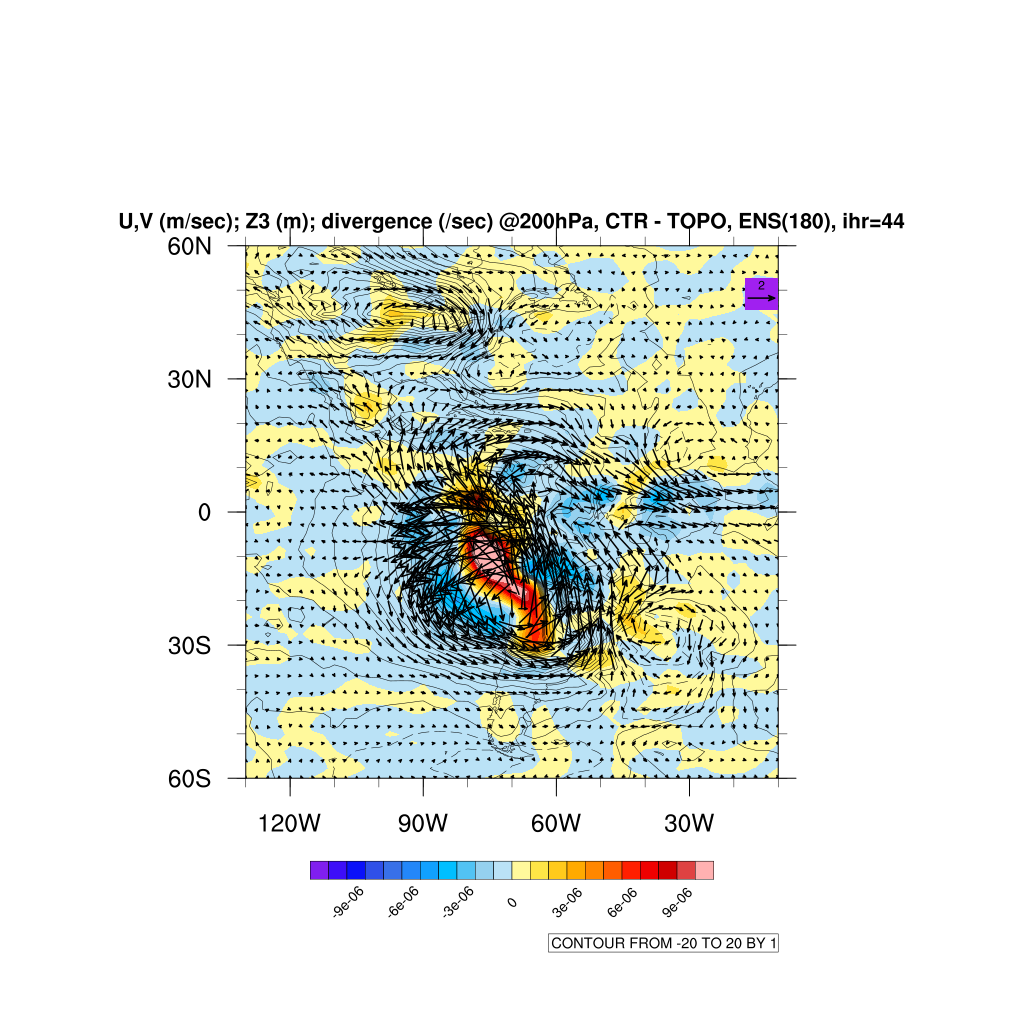 U,V (m/sec); Z3 (m); divergence (/sec) @200hPa, CTR - TOPO, ENS(180), ihr=44
60N
2
30N
0
30S
60S
120W 90W 60W 30W
-9e-06 -6e-06 -3e-06 0 3e-06 6e-06 9e-06
CONTOUR FROM -20 TO 20 BY 1